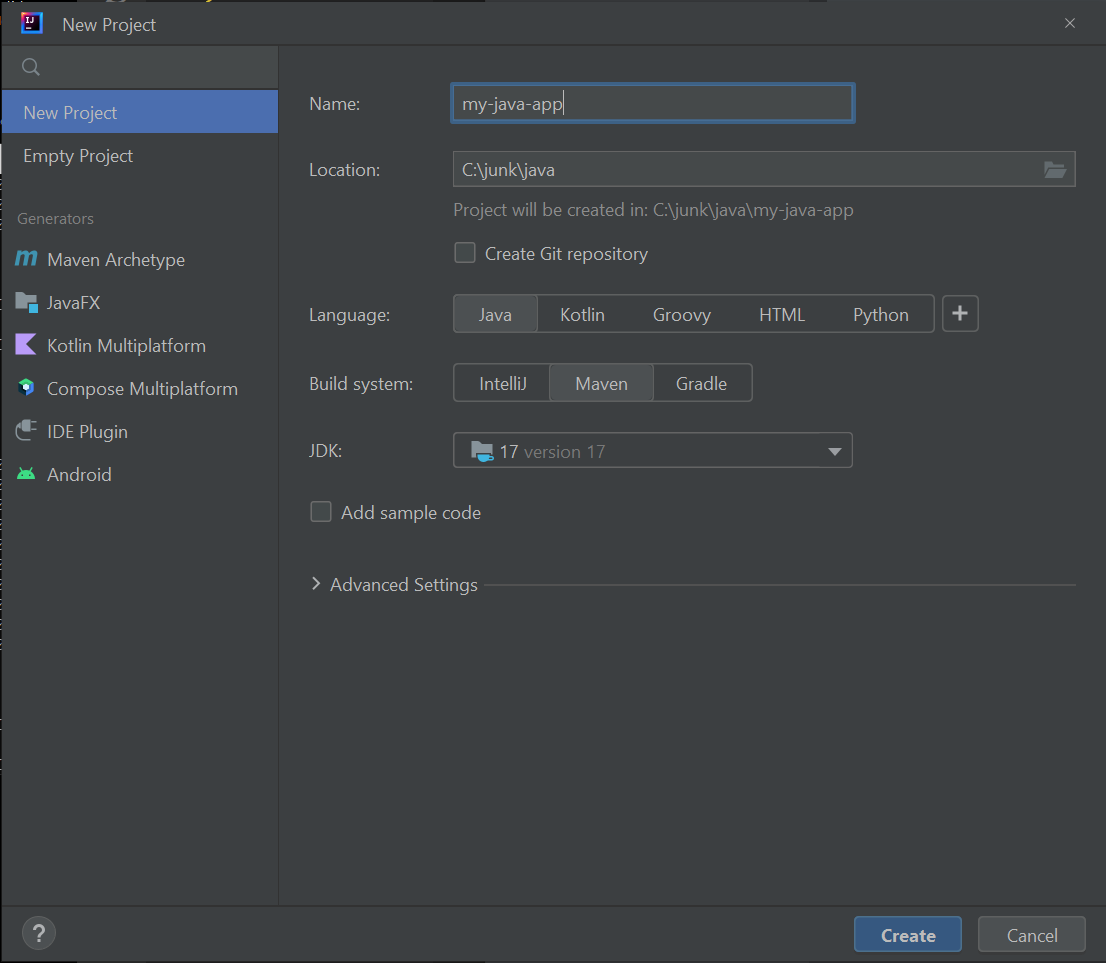 New Project
New Project
Empty Project
Generators
Maven Archetype
JavaFX
Kotlin Multiplatform
Compose Multiplatform
IDE Plugin
Android
Name: my-java-app
Location: C:\junk\java
Project will be created in: C:\junk\java\my-java-app
Create Git repository
Language: Java Kotlin Groovy HTML Python +
Build system: IntelliJ Maven Gradle
JDK: 17 version 17
Add sample code
Advanced Settings
? Create Cancel